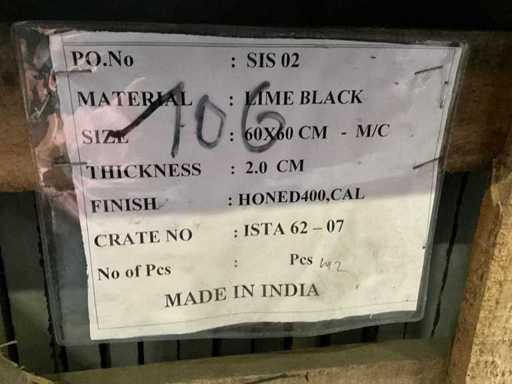 PO.No : SIS 02
MATERIAL : LIME BLACK
106
SIZE : 60X60 CM - M/C
THICKNESS : 2.0 CM
FINISH : HONED400,CAL
CRATE NO : ISTA 62 – 07
No of Pcs : Pcs
MADE IN INDIA